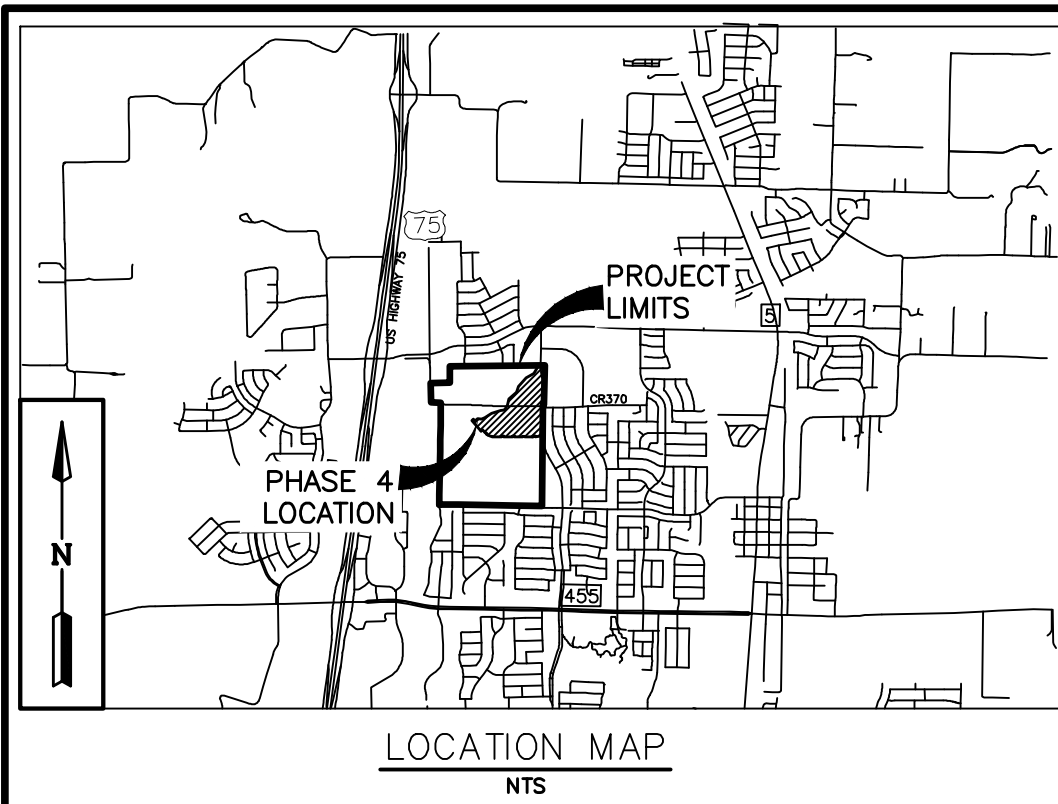 75
US HIGHWAY 75
PROJECT
LIMITS
5
CR370
PHASE 4
LOCATION
N
455
LOCATION MAP
NTS